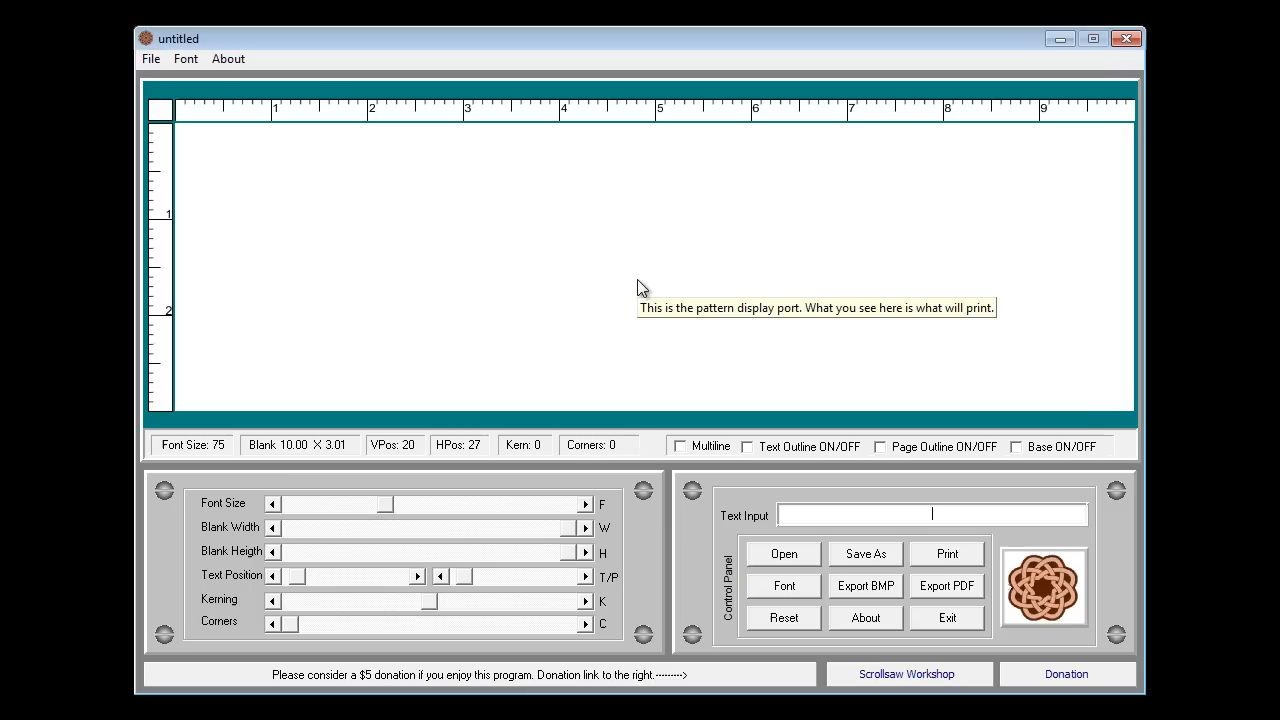 untitled
File Font About
1 2 3 4 5 6 7 8 9
1
This is the pattern display port. What you see here is what will print.
2
Font Size: 75 Blank 10.00 X 3.01 VPos: 20 HPos: 27 Kern: 0 Corners: 0 Multiline Text Outline ON/OFF Page Outline ON/OFF Base ON/OFF
Font Size F
Blank Width W
Blank Heigth H
Text Position T/P
Kerning K
Corners C
Text Input
Control Panel
Open Save As Print
Font Export BMP Export PDF
Reset About Exit
Please consider a $5 donation if you enjoy this program. Donation link to the right.--------->
Scrollsaw Workshop
Donation